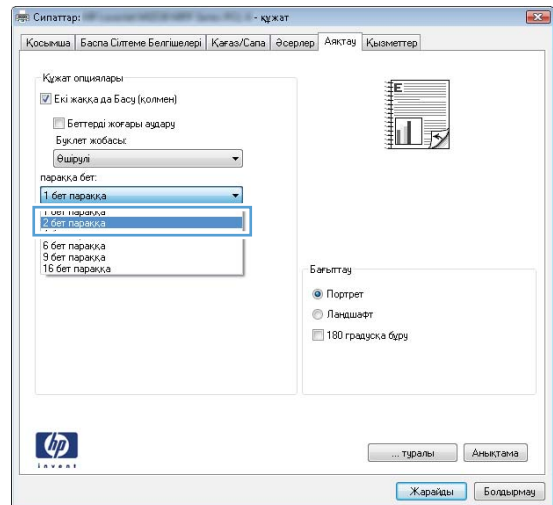 Сипаттар: - құжат
Қосымша Баспа Сілтеме Белгішелері Қағаз/Сапа Әсерлер Аяқтау Қызметтер
Құжат опциялары
Екі жаққа да Басу (қолмен)
Беттерді жоғары аудару
Буклет жобасы:
Өшірулі
параққа бет:
1 бет параққа
1 бет параққа
2 бет параққа
6 бет параққа
9 бет параққа
16 бет параққа
E
Бағыттау
Портрет
Ландшафт
180 градусқа бұру
hp
invent
... туралы
Анықтама
Жарайды
Болдырмау